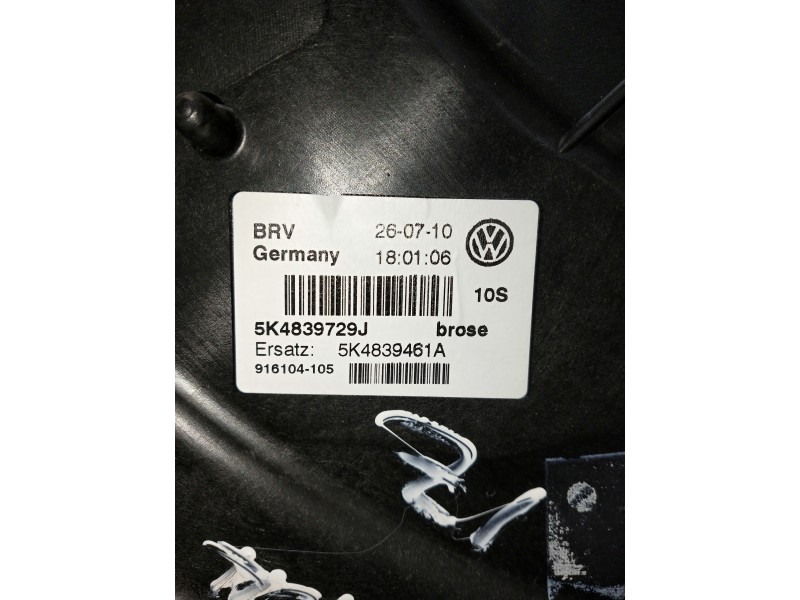 BRV 26-07-10
Germany 18:01:06
10S
5K4839729J brose
Ersatz: 5K4839461A
916104-105